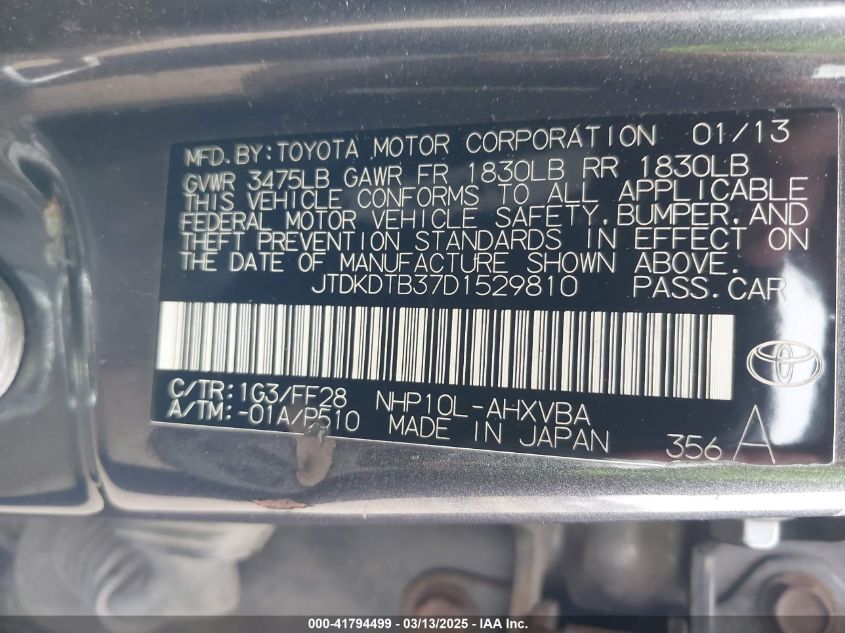 MFD. BY: TOYOTA MOTOR CORPORATION 01/13
GVWR 3475LB GAWR FR 1830LB RR 1830LB
THIS VEHICLE CONFORMS TO ALL APPLICABLE
FEDERAL MOTOR VEHICLE SAFETY, BUMPER, AND
THEFT PREVENTION STANDARDS IN EFFECT ON
THE DATE OF MANUFACTURE SHOWN ABOVE.
JTDKDTB37D1529810 PASS. CAR
C/TR: 1G3/FF28 NHP10L-AHXVBA
A/TM: -01A/P510 MADE IN JAPAN 356 A
000-41794499 - 03/13/2025 - IAA, Inc.